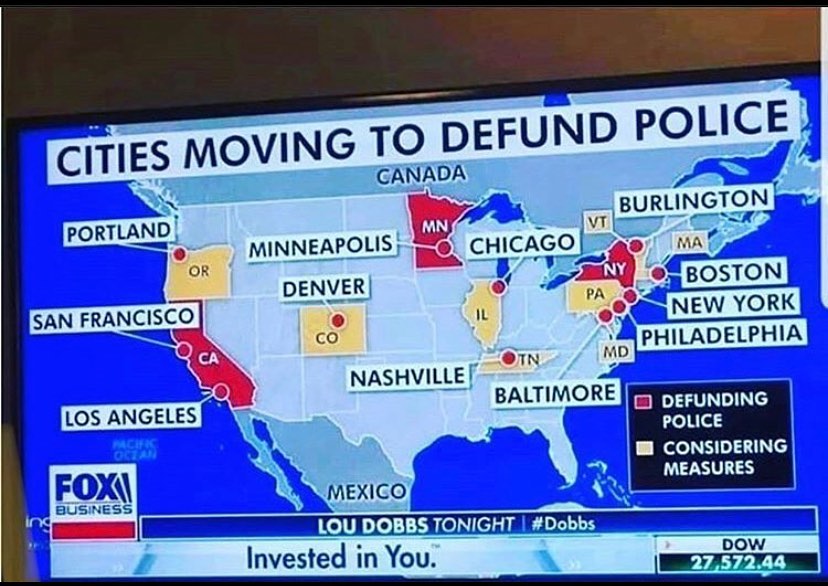 CITIES MOVING TO DEFUND POLICE
CANADA
BURLINGTON
PORTLAND
MN
VT
MINNEAPOLIS
CHICAGO
MA
OR
NY
BOSTON
DENVER
PA
NEW YORK
SAN FRANCISCO
IL
PHILADELPHIA
CO
CA
TN
MD
NASHVILLE
BALTIMORE
LOS ANGELES
DEFUNDING
POLICE
CONSIDERING
MEASURES
PACIFIC
OCEAN
MEXICO
FOX
BUSINESS
LOU DOBBS TONIGHT | #Dobbs
ing
Invested in You.™
DOW
27,572.44